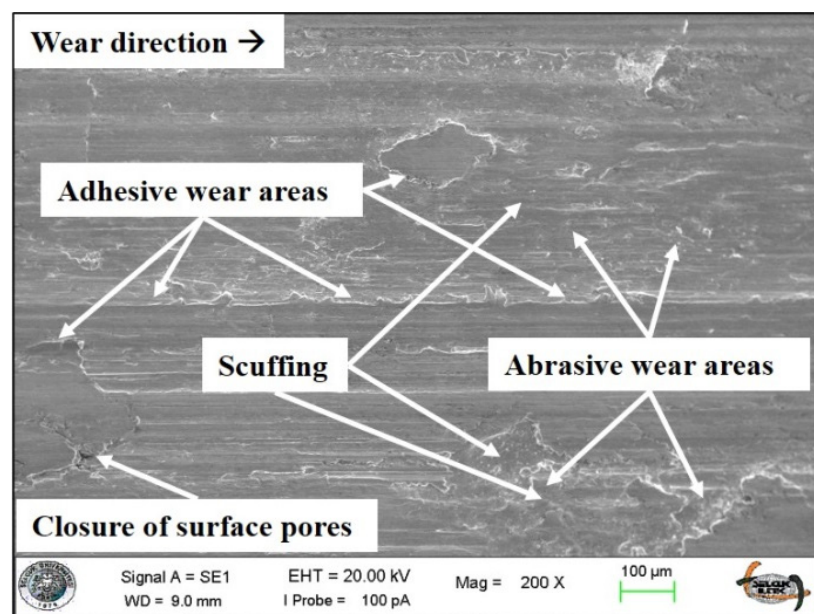 Wear direction →
Adhesive wear areas
Scuffing
Abrasive wear areas
Closure of surface pores
Signal A = SE1
EHT = 20.00 kV
Mag = 200 X
100 µm
WD = 9.0 mm
I Probe = 100 pA